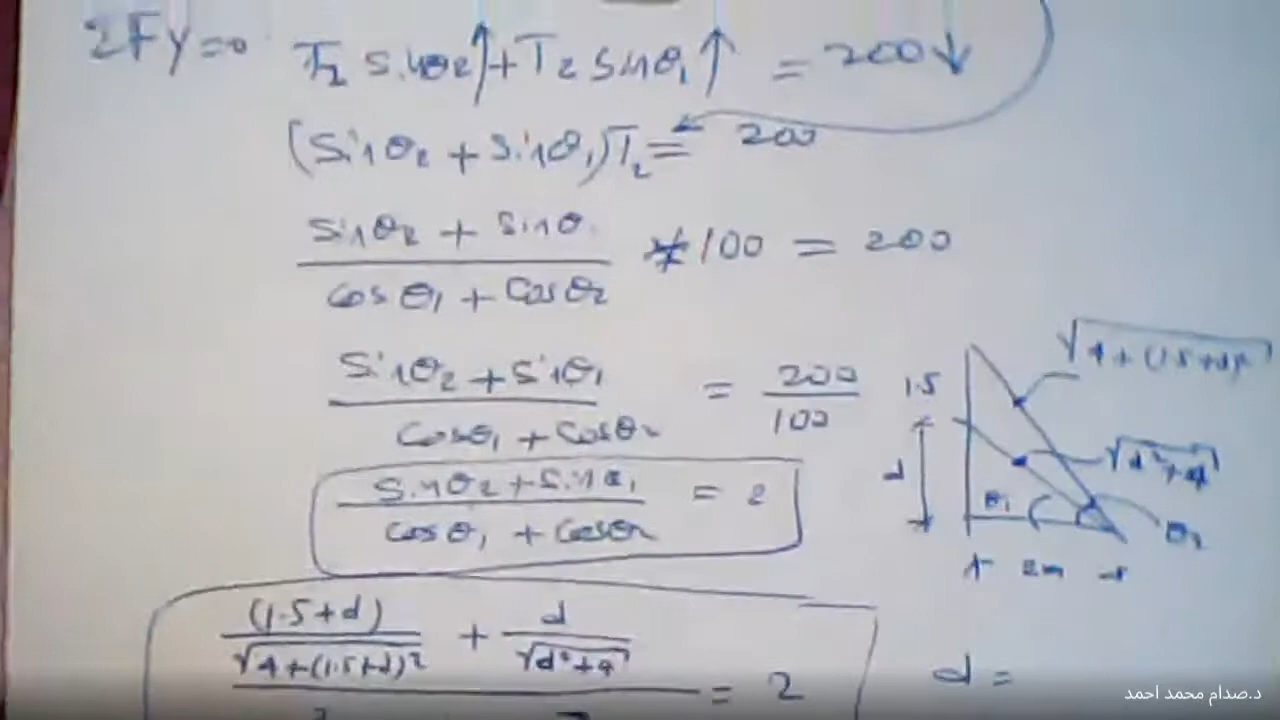 ΣFy=0 T₂ sinθ₂↑ + T₂ sinθ₁↑ = 200↓
(sinθ₂ + sinθ₁)T₂ = 200
sinθ₂ + sinθ
cosθ₁ + cosθ₂
* 100 = 200
sinθ₂ + sinθ₁
cosθ₁ + cosθ₂
= 200
100
sinθ₂ + sinθ₁
cosθ₁ + cosθ₂
= 2
√4+(1.5+d)²
1.5
d
√d²+4
θ₁
θ₂
2m
(1.5+d)
√4+(1.5+d)²
+ d
√d²+4
= 2
d =
د.صدام محمد احمد